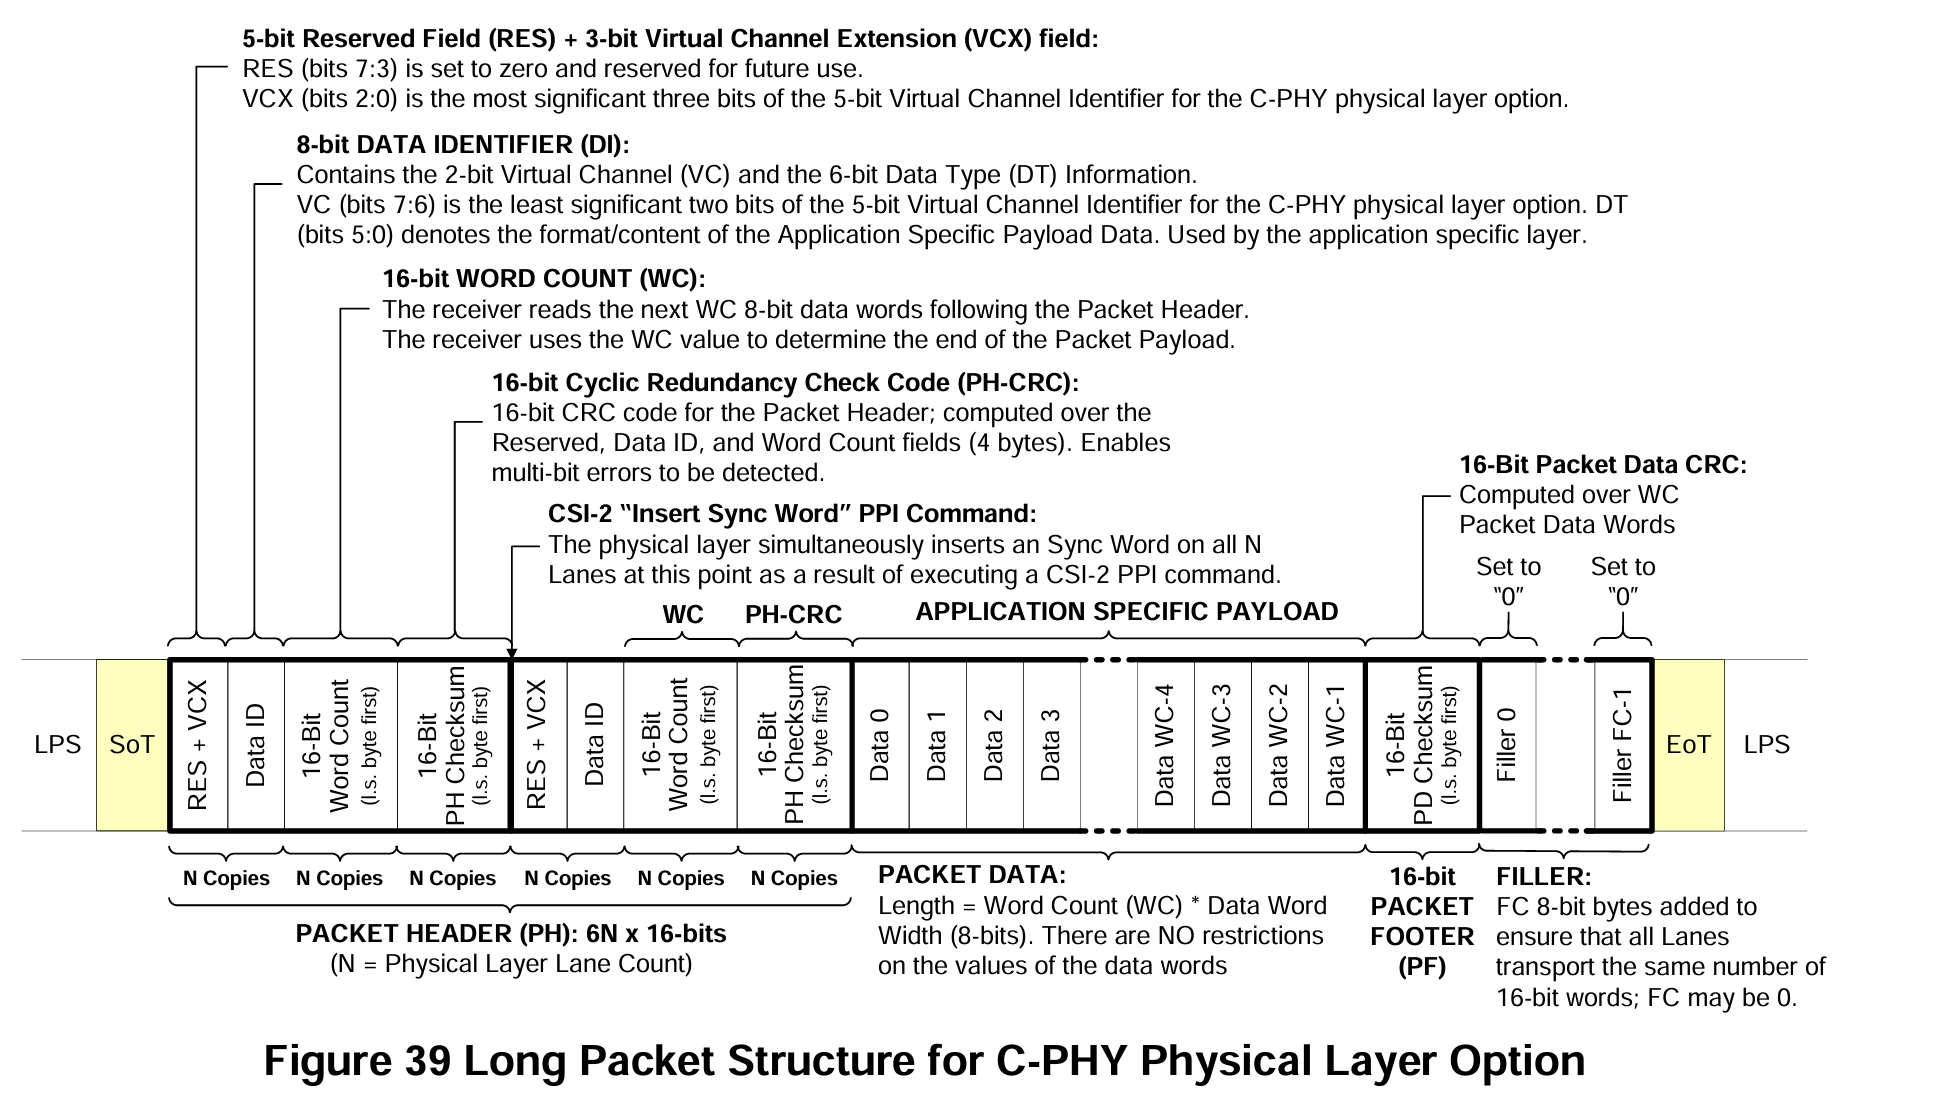 5-bit Reserved Field (RES) + 3-bit Virtual Channel Extension (VCX) field:
RES (bits 7:3) is set to zero and reserved for future use.
VCX (bits 2:0) is the most significant three bits of the 5-bit Virtual Channel Identifier for the C-PHY physical layer option.
8-bit DATA IDENTIFIER (DI):
Contains the 2-bit Virtual Channel (VC) and the 6-bit Data Type (DT) Information.
VC (bits 7:6) is the least significant two bits of the 5-bit Virtual Channel Identifier for the C-PHY physical layer option. DT
(bits 5:0) denotes the format/content of the Application Specific Payload Data. Used by the application specific layer.
16-bit WORD COUNT (WC):
The receiver reads the next WC 8-bit data words following the Packet Header.
The receiver uses the WC value to determine the end of the Packet Payload.
16-bit Cyclic Redundancy Check Code (PH-CRC):
16-bit CRC code for the Packet Header; computed over the
Reserved, Data ID, and Word Count fields (4 bytes). Enables
multi-bit errors to be detected.
16-Bit Packet Data CRC:
Computed over WC
Packet Data Words
CSI-2 “Insert Sync Word” PPI Command:
The physical layer simultaneously inserts an Sync Word on all N
Lanes at this point as a result of executing a CSI-2 PPI command.
Set to
“0”
Set to
“0”
WC
PH-CRC
APPLICATION SPECIFIC PAYLOAD
LPS
SoT
RES + VCX
Data ID
16-Bit
Word Count
(l.s. byte first)
16-Bit
PH Checksum
(l.s. byte first)
RES + VCX
Data ID
16-Bit
Word Count
(l.s. byte first)
16-Bit
PH Checksum
(l.s. byte first)
Data 0
Data 1
Data 2
Data 3
Data WC-4
Data WC-3
Data WC-2
Data WC-1
16-Bit
PD Checksum
(l.s. byte first)
Filler 0
Filler FC-1
EoT
LPS
N Copies
N Copies
N Copies
N Copies
N Copies
N Copies
PACKET HEADER (PH): 6N x 16-bits
(N = Physical Layer Lane Count)
PACKET DATA:
Length = Word Count (WC) * Data Word
Width (8-bits). There are NO restrictions
on the values of the data words
16-bit
PACKET
FOOTER
(PF)
FILLER:
FC 8-bit bytes added to
ensure that all Lanes
transport the same number of
16-bit words; FC may be 0.
Figure 39 Long Packet Structure for C-PHY Physical Layer Option